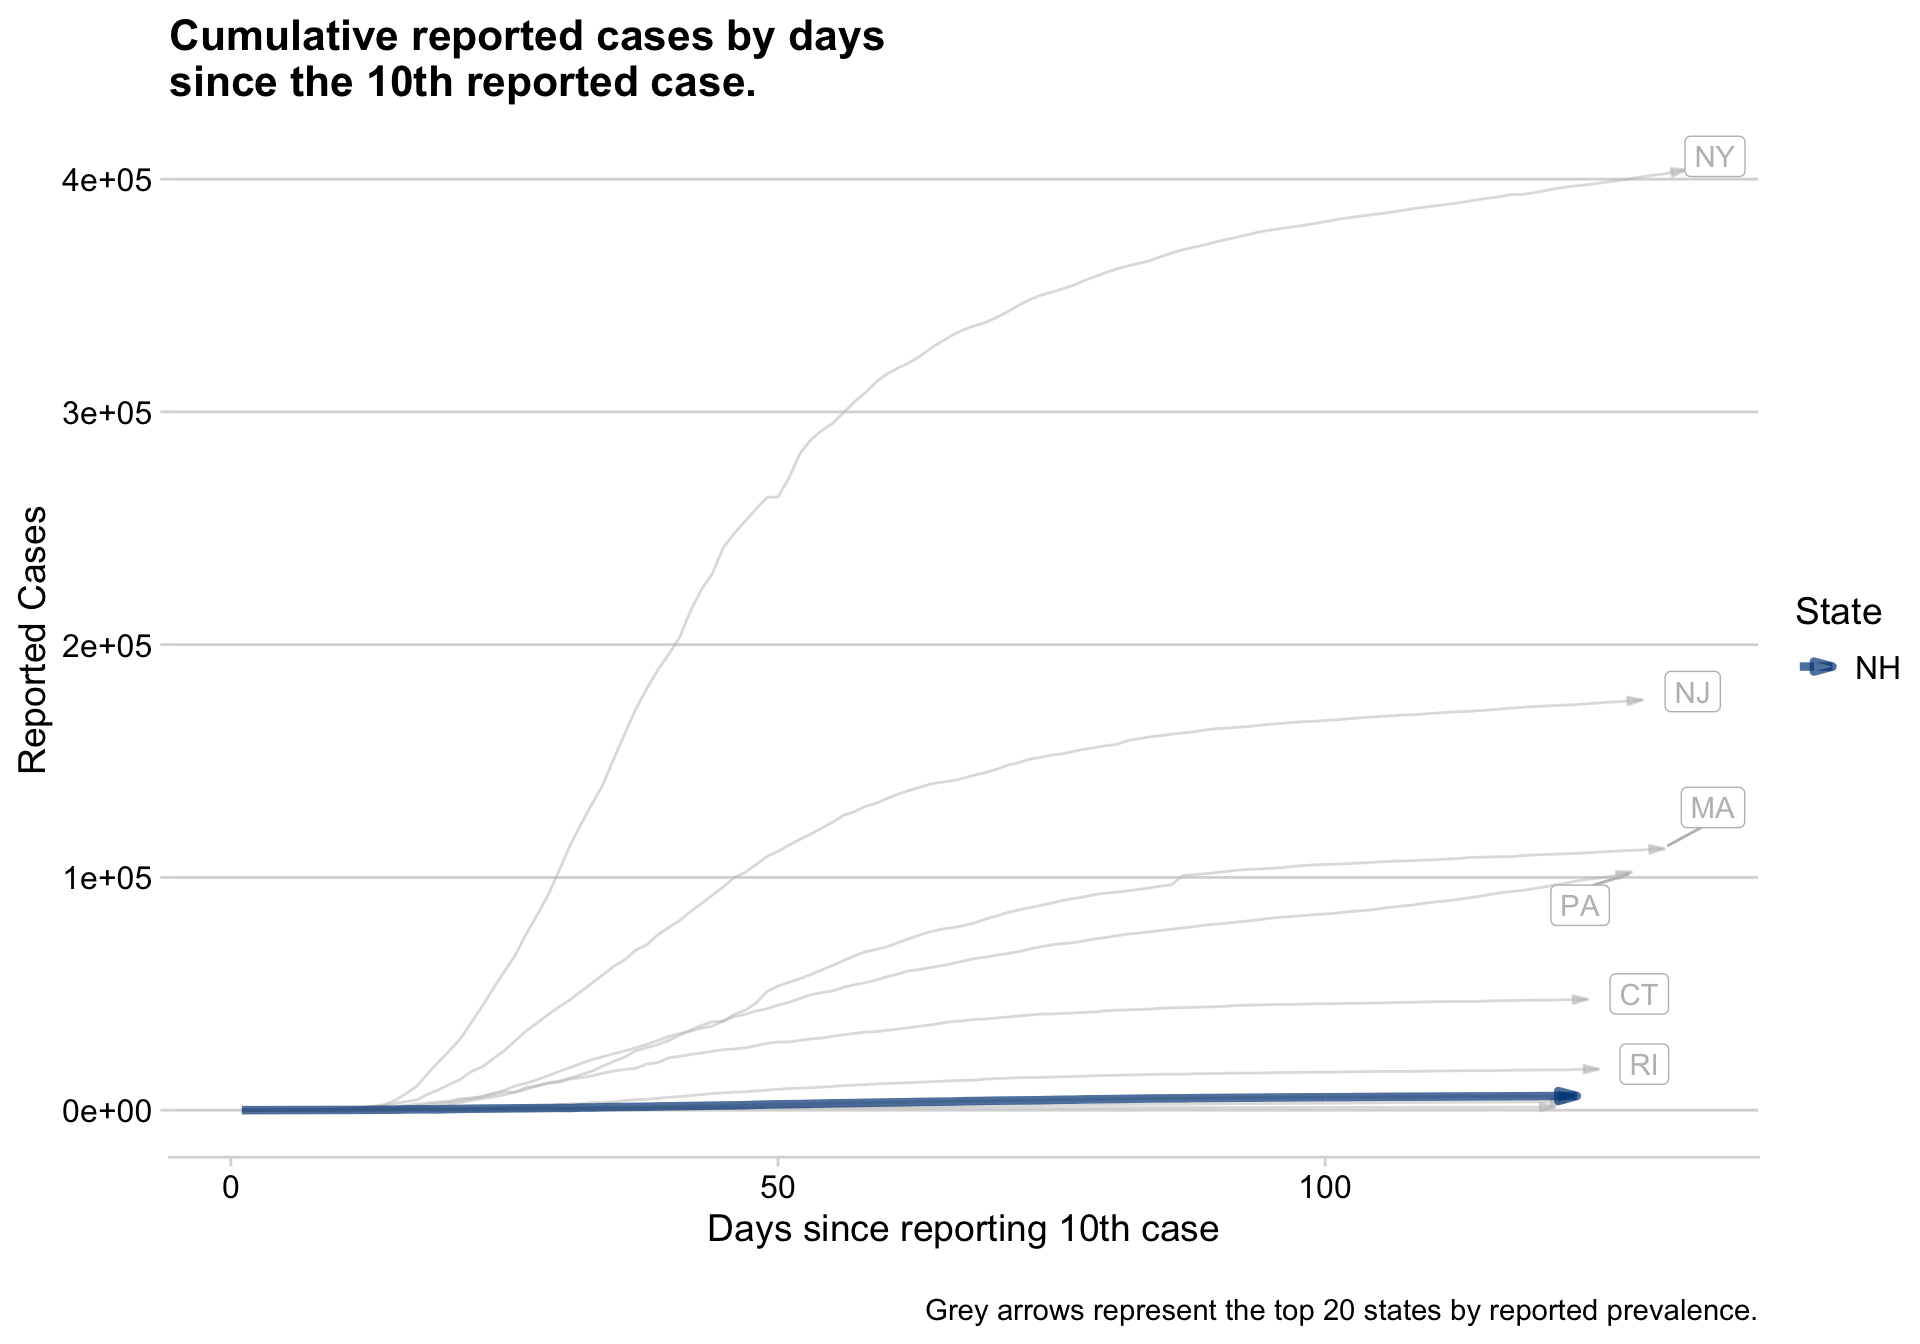 Cumulative reported cases by days
since the 10th reported case.
NY
4e+05
3e+05
2e+05
1e+05
0e+00
Reported Cases
NJ
MA
PA
CT
RI
State
NH
0
50
100
Days since reporting 10th case
Grey arrows represent the top 20 states by reported prevalence.